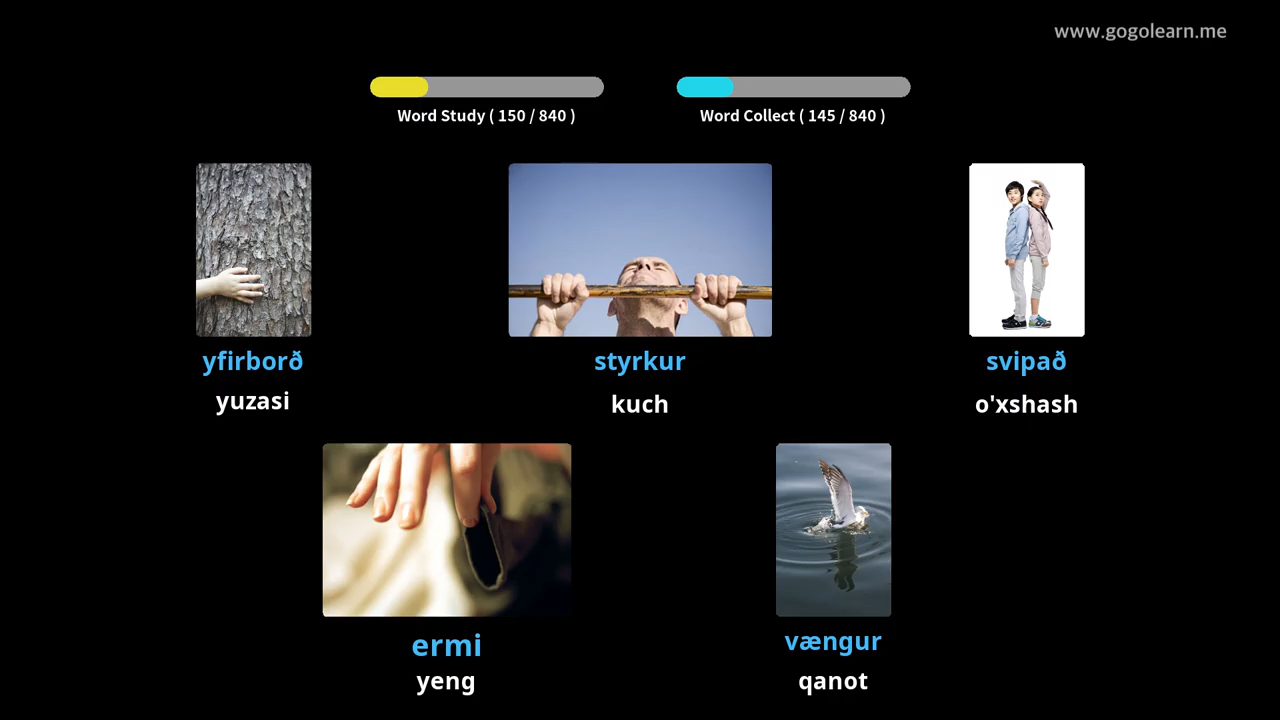 www.gogolearn.me
Word Study ( 150 / 840 )
Word Collect ( 145 / 840 )
yfirborð
yuzasi
styrkur
kuch
svipað
o'xshash
ermi
yeng
vængur
qanot